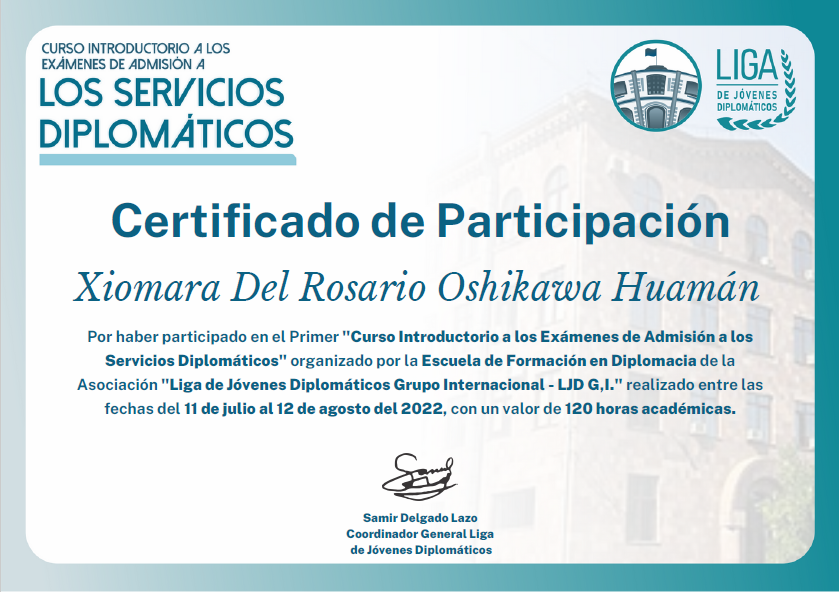 CURSO INTRODUCTORIO A LOS
EXÁMENES DE ADMISIÓN A
LOS SERVICIOS
DIPLOMÁTICOS
LIGA
DE JÓVENES
DIPLOMÁTICOS
Certificado de Participación
Xiomara Del Rosario Oshikawa Huamán
Por haber participado en el Primer "Curso Introductorio a los Exámenes de Admisión a los
Servicios Diplomáticos" organizado por la Escuela de Formación en Diplomacia de la
Asociación "Liga de Jóvenes Diplomáticos Grupo Internacional - LJD G,I." realizado entre las
fechas del 11 de julio al 12 de agosto del 2022, con un valor de 120 horas académicas.
Samir Delgado Lazo
Coordinador General Liga
de Jóvenes Diplomáticos